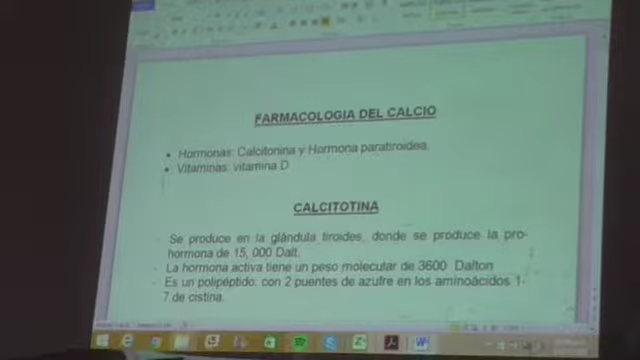 FARMACOLOGIA DEL CALCIO
• Hormonas: Calcitonina y Hormona paratiroidea.
• Vitaminas: vitamina D
CALCITOTINA
- Se produce en la glándula tiroides, donde se produce la pro-
hormona de 15, 000 Dalt.
- La hormona activa tiene un peso molecular de 3600 Dalton
- Es un polipéptido: con 2 puentes de azufre en los aminoácidos 1-
7 de cistina.